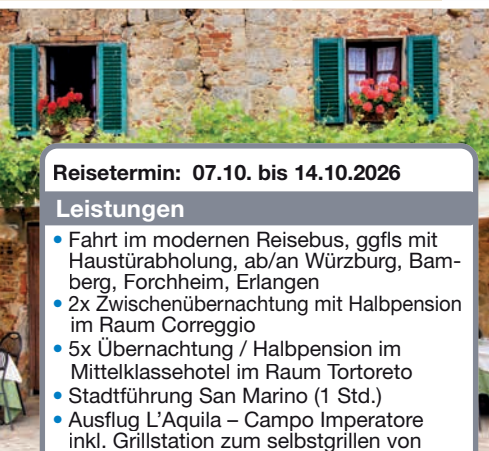 Reisetermin: 07.10. bis 14.10.2026
Leistungen
• Fahrt im modernen Reisebus, ggfls mit
Haustürabholung, ab/an Würzburg, Bam-
berg, Forchheim, Erlangen
• 2x Zwischenübernachtung mit Halbpension
im Raum Correggio
• 5x Übernachtung / Halbpension im
Mittelklassehotel im Raum Tortoreto
• Stadtführung San Marino (1 Std.)
• Ausflug L’Aquila – Campo Imperatore
inkl. Grillstation zum selbstgrillen von